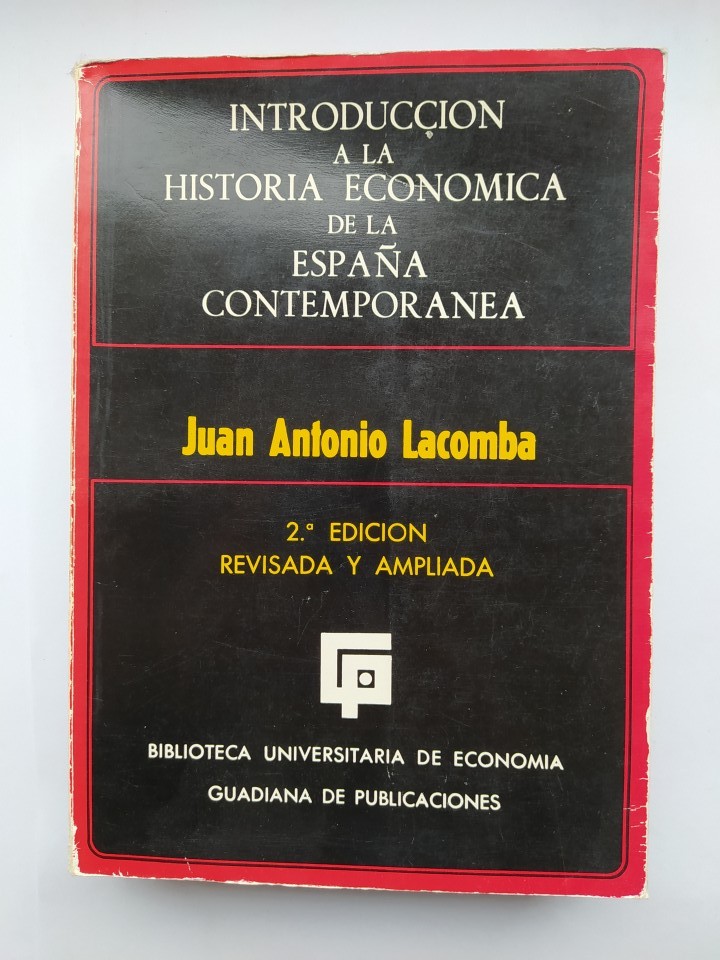 INTRODUCCION
A LA
HISTORIA ECONOMICA
DE LA
ESPAÑA
CONTEMPORANEA
Juan Antonio Lacomba
2.ª EDICION
REVISADA Y AMPLIADA
BIBLIOTECA UNIVERSITARIA DE ECONOMIA
GUADIANA DE PUBLICACIONES